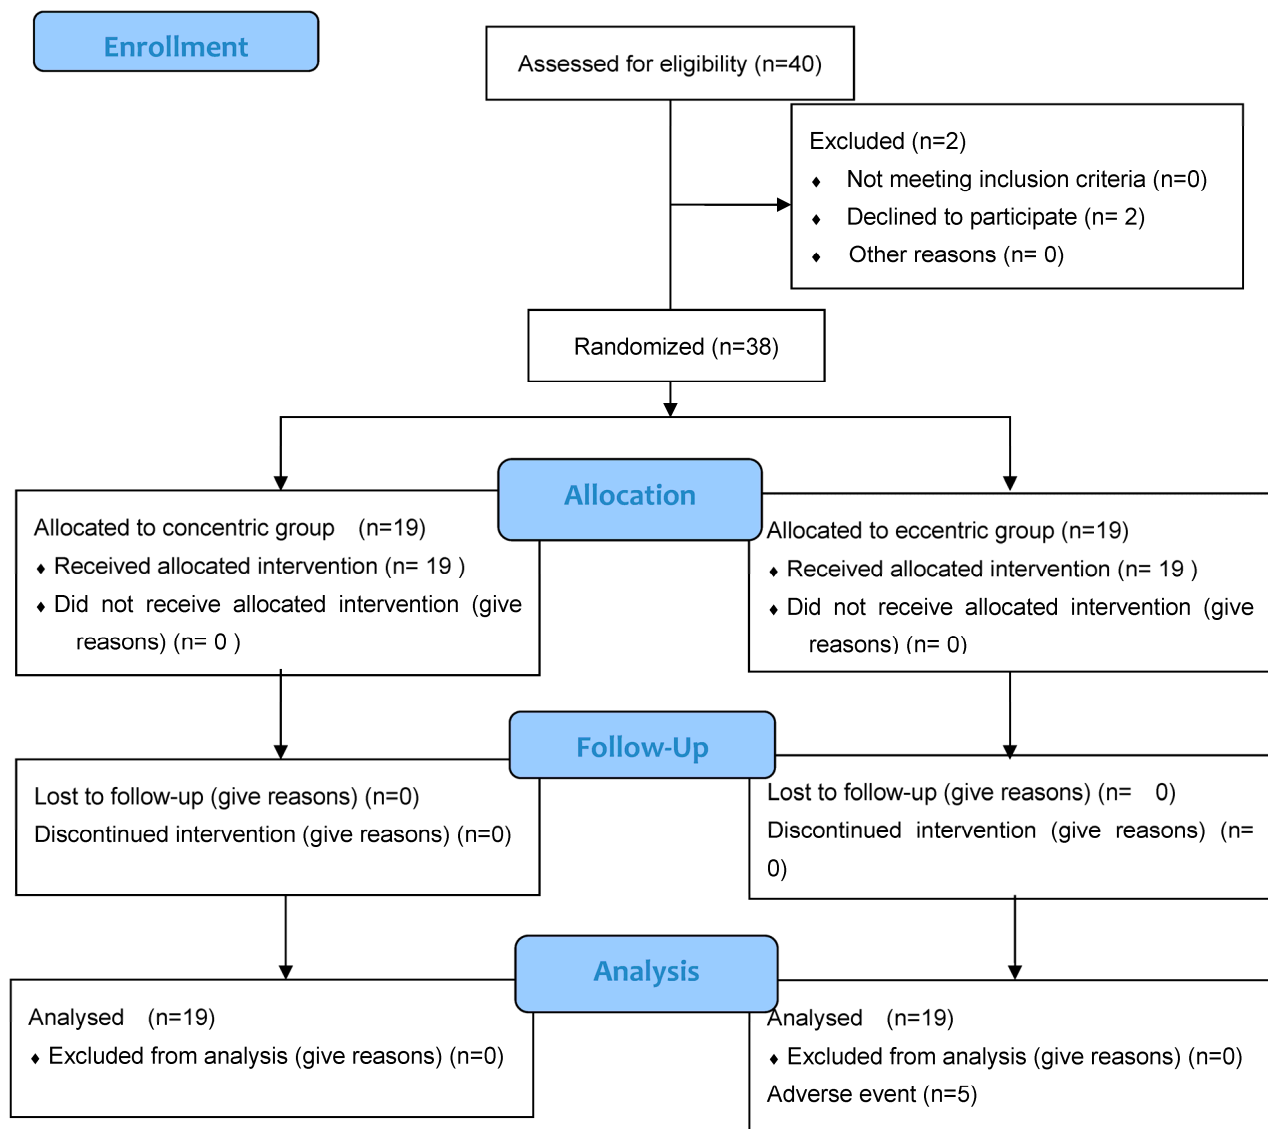 Enrollment
Assessed for eligibility (n=40)
Excluded (n=2)
♦ Not meeting inclusion criteria (n=0)
♦ Declined to participate (n= 2)
♦ Other reasons (n= 0)
Randomized (n=38)
Allocation
Allocated to concentric group (n=19)
♦ Received allocated intervention (n= 19 )
♦ Did not receive allocated intervention (give
reasons) (n= 0 )
Allocated to eccentric group (n=19)
♦ Received allocated intervention (n= 19 )
♦ Did not receive allocated intervention (give
reasons) (n= 0)
Follow-Up
Lost to follow-up (give reasons) (n=0)
Discontinued intervention (give reasons) (n=0)
Lost to follow-up (give reasons) (n= 0)
Discontinued intervention (give reasons) (n=
0)
Analysis
Analysed (n=19)
♦ Excluded from analysis (give reasons) (n=0)
Analysed (n=19)
♦ Excluded from analysis (give reasons) (n=0)
Adverse event (n=5)